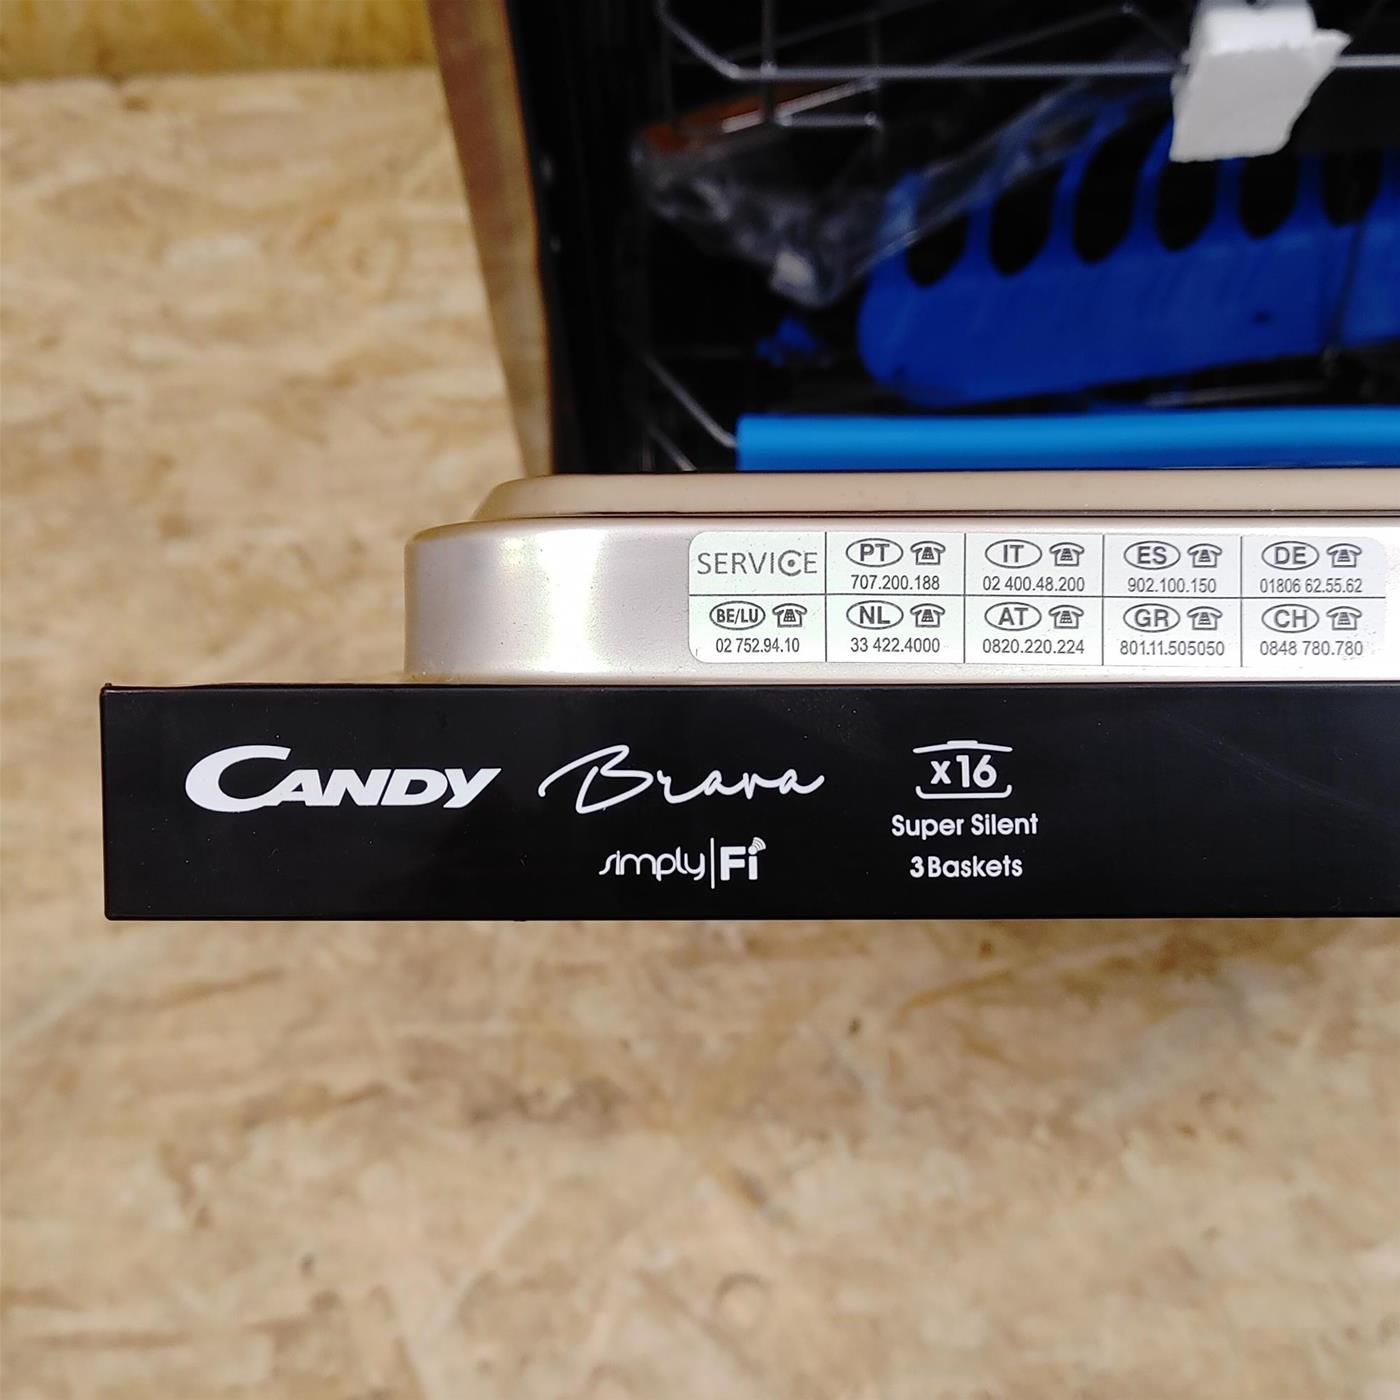 SERVICE PT IT ES DE
707.200.188 02 400.48.200 902.100.150 01806 62.55.62
BE/LU NL AT GR CH
02 752.94.10 33 422.4000 0820.220.224 801.11.505050 0848 780.780
CANDY Brava x16
Super Silent
simply|Fi 3 Baskets